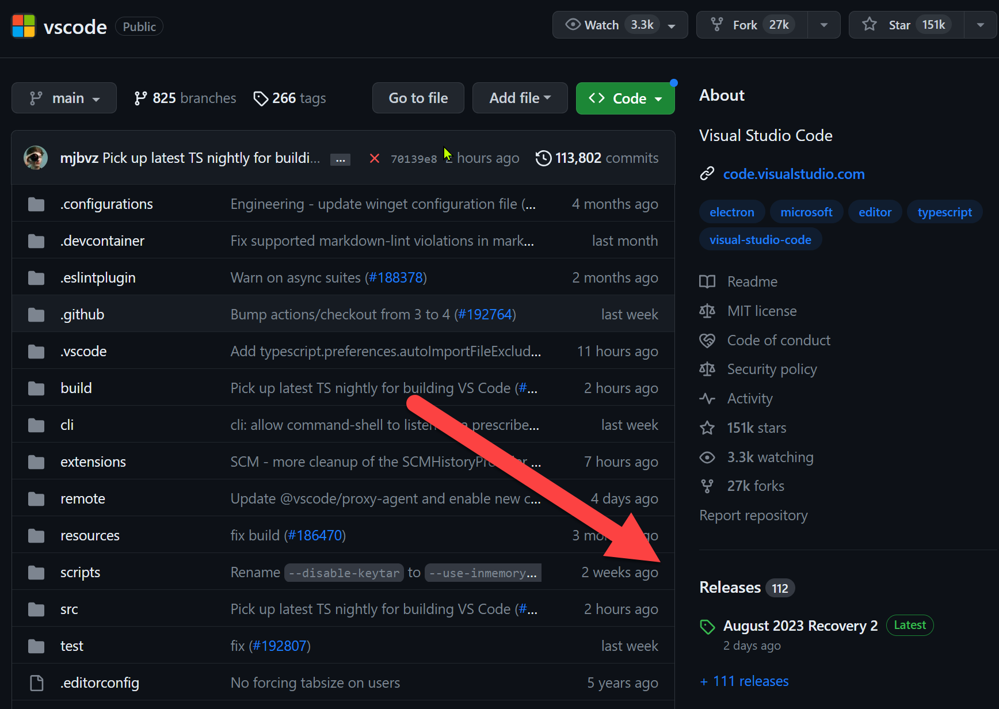 vscode Public Watch 3.3k Fork 27k Star 151k
main 825 branches 266 tags Go to file Add file Code
mjbvz Pick up latest TS nightly for buildi... ... 70139e8 hours ago 113,802 commits
.configurations Engineering - update winget configuration file (... 4 months ago
.devcontainer Fix supported markdown-lint violations in mark... last month
.eslintplugin Warn on async suites (#188378) 2 months ago
.github Bump actions/checkout from 3 to 4 (#192764) last week
.vscode Add typescript.preferences.autoImportFileExclud... 11 hours ago
build Pick up latest TS nightly for building VS Code (#... 2 hours ago
cli cli: allow command-shell to listen a prescribe... last week
extensions SCM - more cleanup of the ... 7 hours ago
remote Update @vscode/proxy-agent and enable new c... 4 days ago
resources fix build (#186470) 3
scripts Rename --disable-keytar to --use-inmemory... 2 weeks ago
src Pick up latest TS nightly for building VS Code (#... 2 hours ago
test fix (#192807) last week
.editorconfig No forcing tabsize on users 5 years ago
About
Visual Studio Code
code.visualstudio.com
electron microsoft editor typescript
visual-studio-code
Readme
MIT license
Code of conduct
Security policy
Activity
151k stars
3.3k watching
27k forks
Report repository
Releases 112
August 2023 Recovery 2 Latest
2 days ago
+ 111 releases